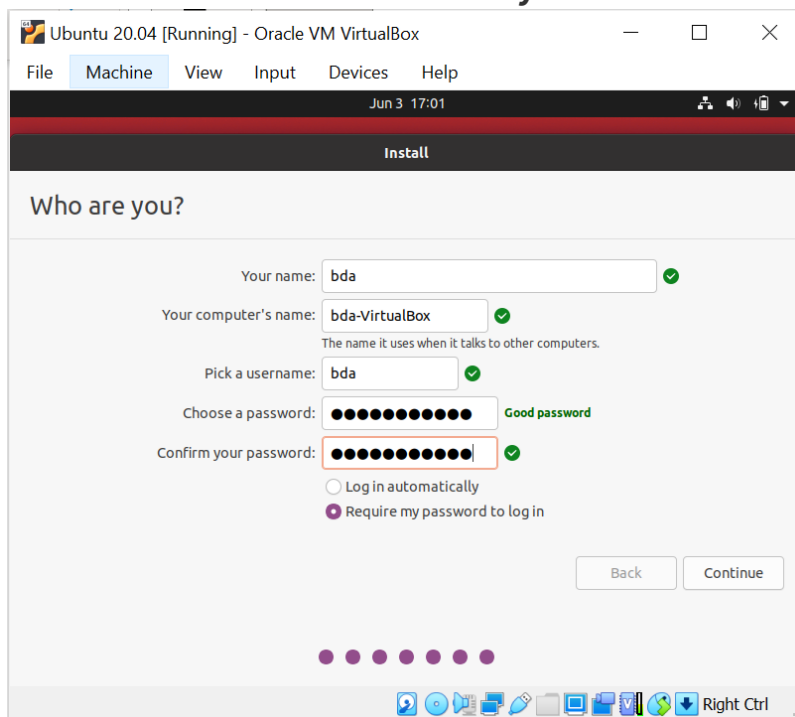 Ubuntu 20.04 [Running] - Oracle VM VirtualBox
File Machine View Input Devices Help
Jun 3 17:01
Install
Who are you?
Your name: bda
Your computer's name: bda-VirtualBox
The name it uses when it talks to other computers.
Pick a username: bda
Choose a password: ●●●●●●●●●●● Good password
Confirm your password: ●●●●●●●●●●●
Log in automatically
Require my password to log in
Back Continue
Right Ctrl